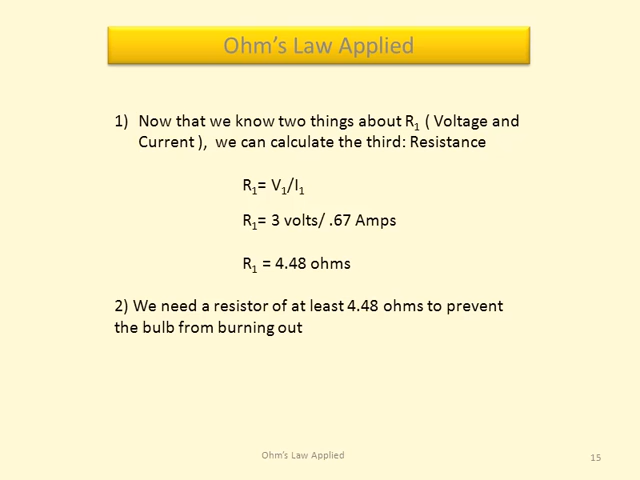 Ohm's Law Applied
1) Now that we know two things about R₁ ( Voltage and
Current ), we can calculate the third: Resistance
R₁= V₁/I₁
R₁= 3 volts/ .67 Amps
R₁ = 4.48 ohms
2) We need a resistor of at least 4.48 ohms to prevent
the bulb from burning out
Ohm's Law Applied
15